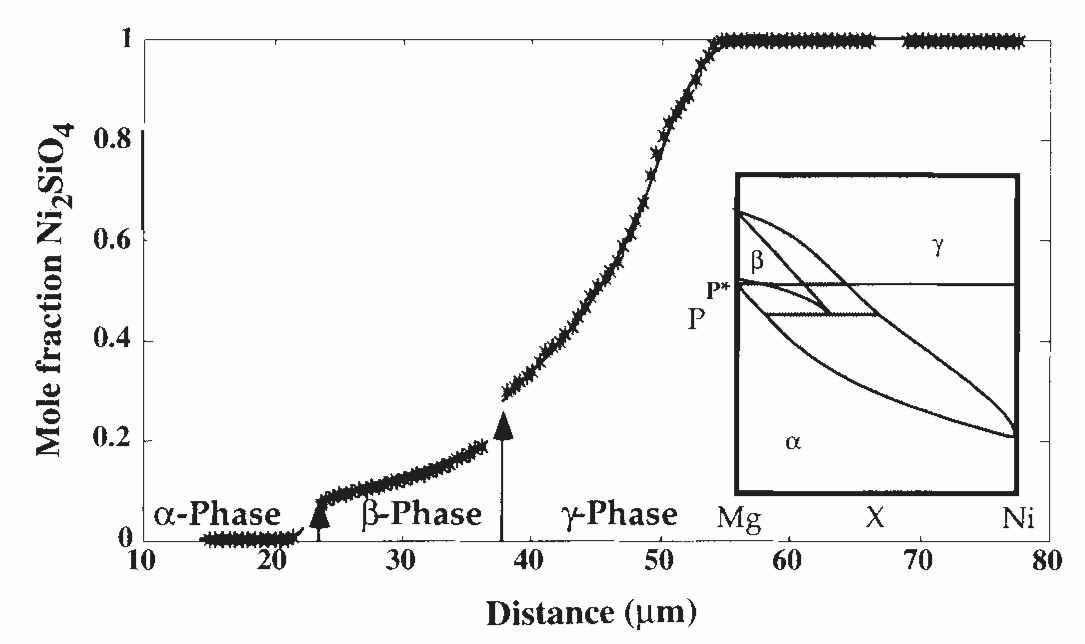 Mole fraction Ni₂SiO₄
1
0.8
0.6
0.4
0.2
0
α-Phase
β-Phase
γ-Phase
10
20
30
40
50
60
70
80
Distance (μm)
γ
β
P*
P
α
Mg
X
Ni